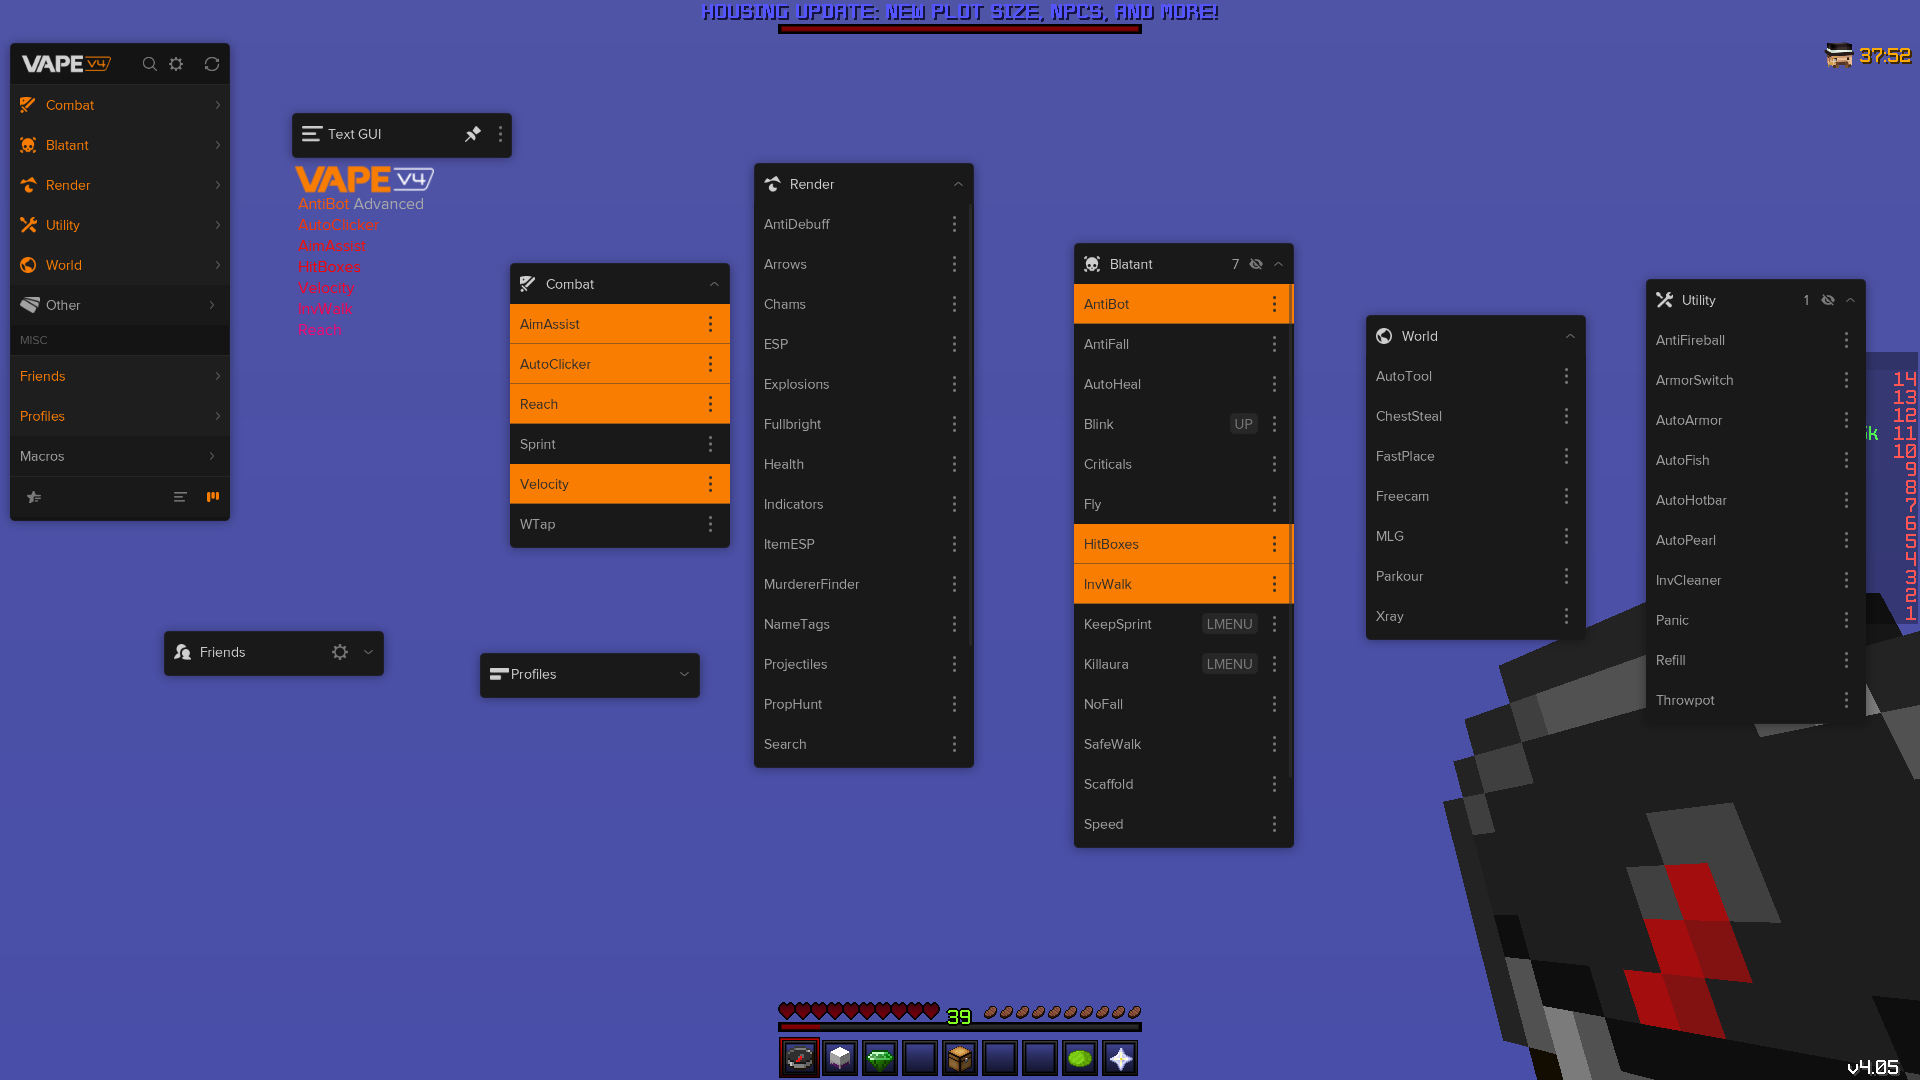 HOUSING UPDATE: NEW PLOT SIZE, NPCS, AND MORE!
37:52
VAPE V4
Combat
Blatant
Render
Utility
World
Other
MISC
Friends
Profiles
Macros
Text GUI
VAPE V4
AntiBot Advanced
AutoClicker
AimAssist
HitBoxes
Velocity
InvWalk
Reach
Combat
AimAssist
AutoClicker
Reach
Sprint
Velocity
WTap
Friends
Profiles
Render
AntiDebuff
Arrows
Chams
ESP
Explosions
Fullbright
Health
Indicators
ItemESP
MurdererFinder
NameTags
Projectiles
PropHunt
Search
Blatant 7
AntiBot
AntiFall
AutoHeal
Blink UP
Criticals
Fly
HitBoxes
InvWalk
KeepSprint LMENU
Killaura LMENU
NoFall
SafeWalk
Scaffold
Speed
World
AutoTool
ChestSteal
FastPlace
Freecam
MLG
Parkour
Xray
Utility 1
AntiFireball
ArmorSwitch
AutoArmor
AutoFish
AutoHotbar
AutoPearl
InvCleaner
Panic
Refill
Throwpot
14
13
12
11
10
9
8
7
6
5
4
3
2
1
39
v4.05